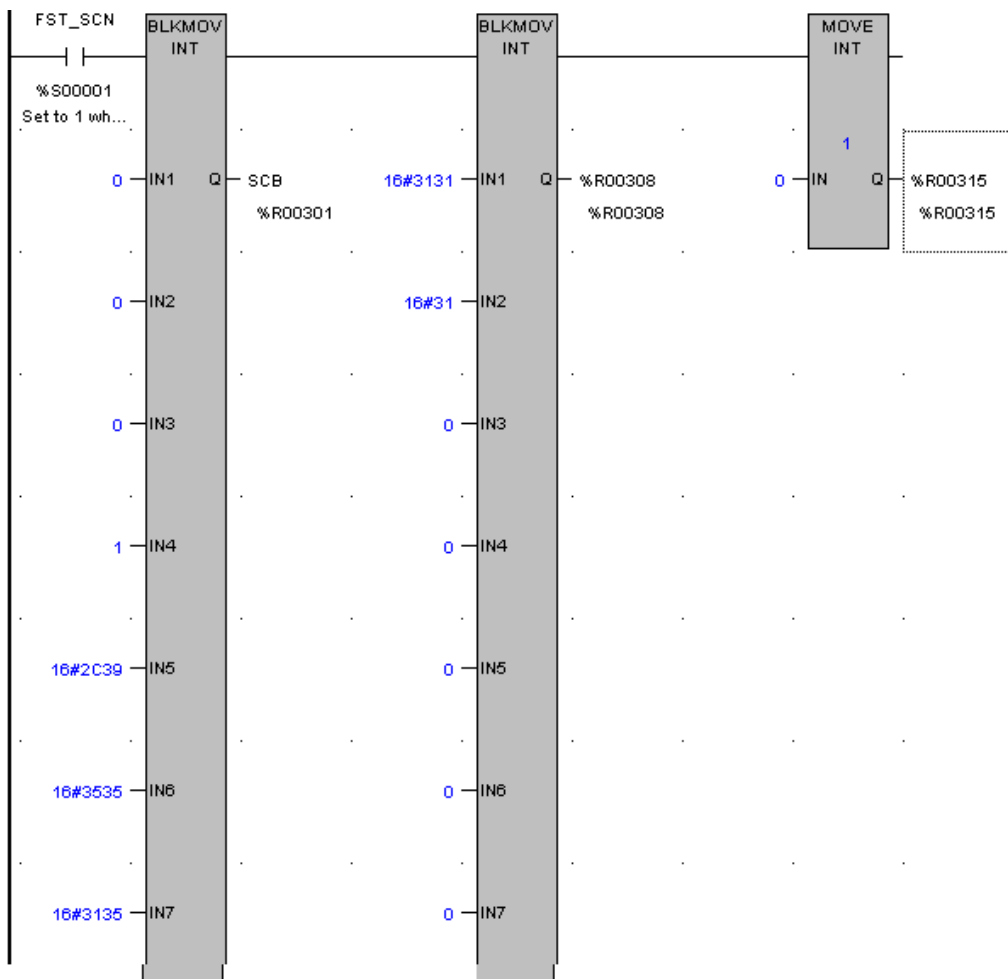 FST_SCN
BLKMOV
INT
BLKMOV
INT
MOVE
INT
%S00001
Set to 1 wh...
1
0 IN1 Q SCB
%R00301
16#3131 IN1 Q %R00308
%R00308
0 IN Q %R00315
%R00315
0 IN2
16#31 IN2
0 IN3
0 IN3
1 IN4
0 IN4
16#2C39 IN5
0 IN5
16#3535 IN6
0 IN6
16#3135 IN7
0 IN7